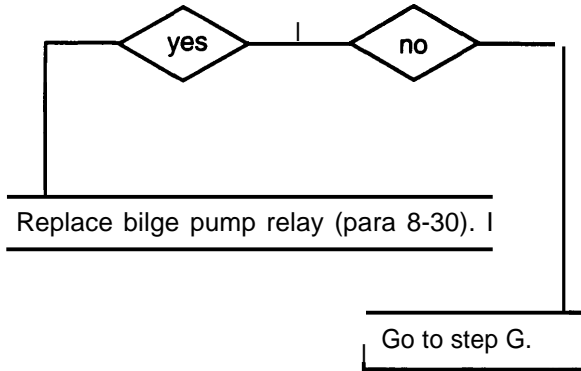 yes
no
Replace bilge pump relay (para 8-30). I
Go to step G.